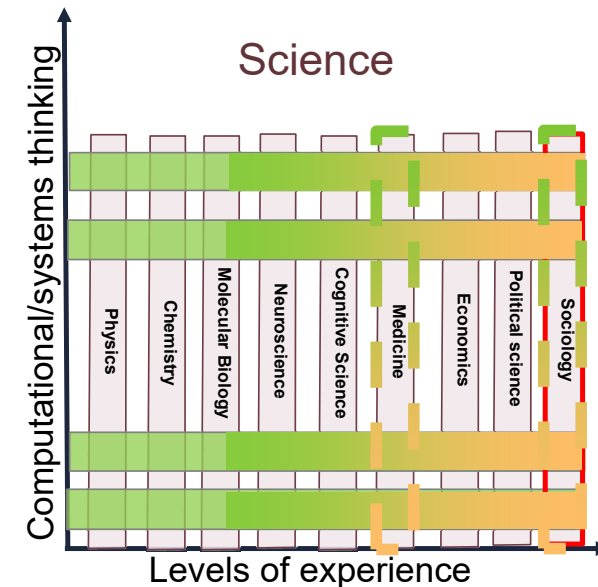 Science
Computational/systems thinking
Physics
Chemistry
Molecular Biology
Neuroscience
Cognitive Science
Medicine
Economics
Political science
Sociology
Levels of experience